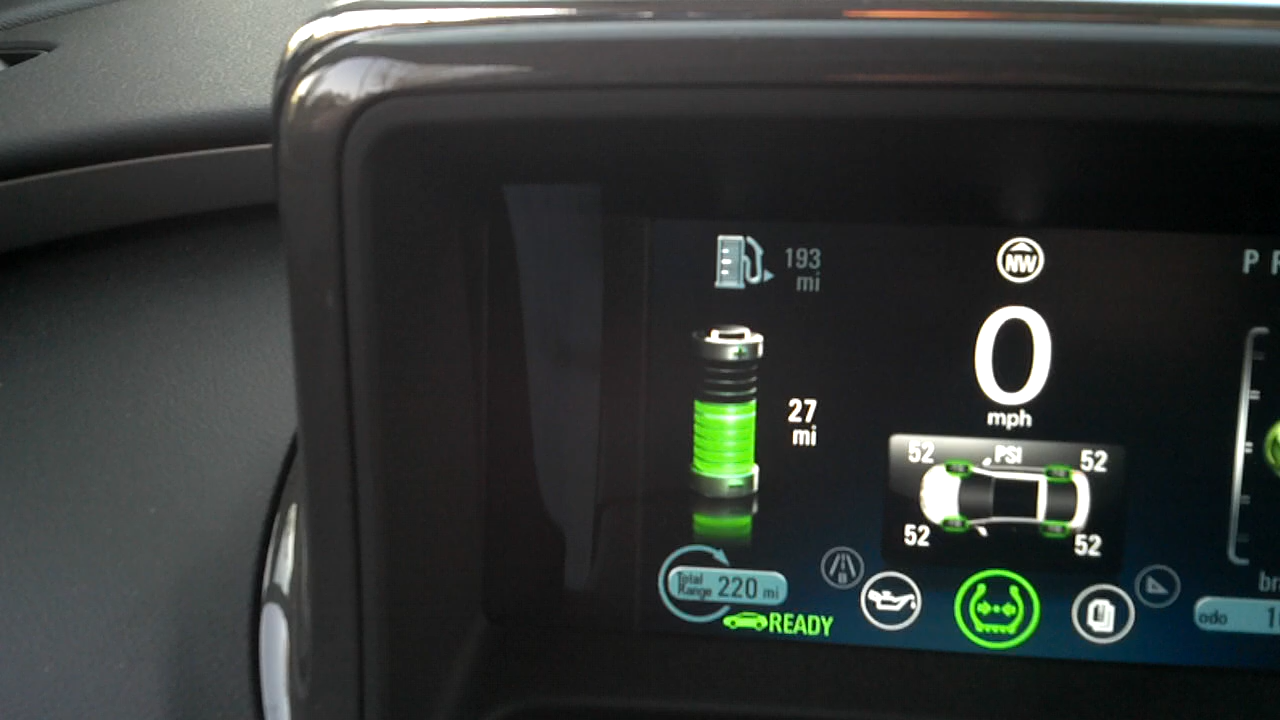 193
mi
NW
P
0
mph
27
mi
52 PSI 52
52 52
Total
Range 220 mi
READY
odo